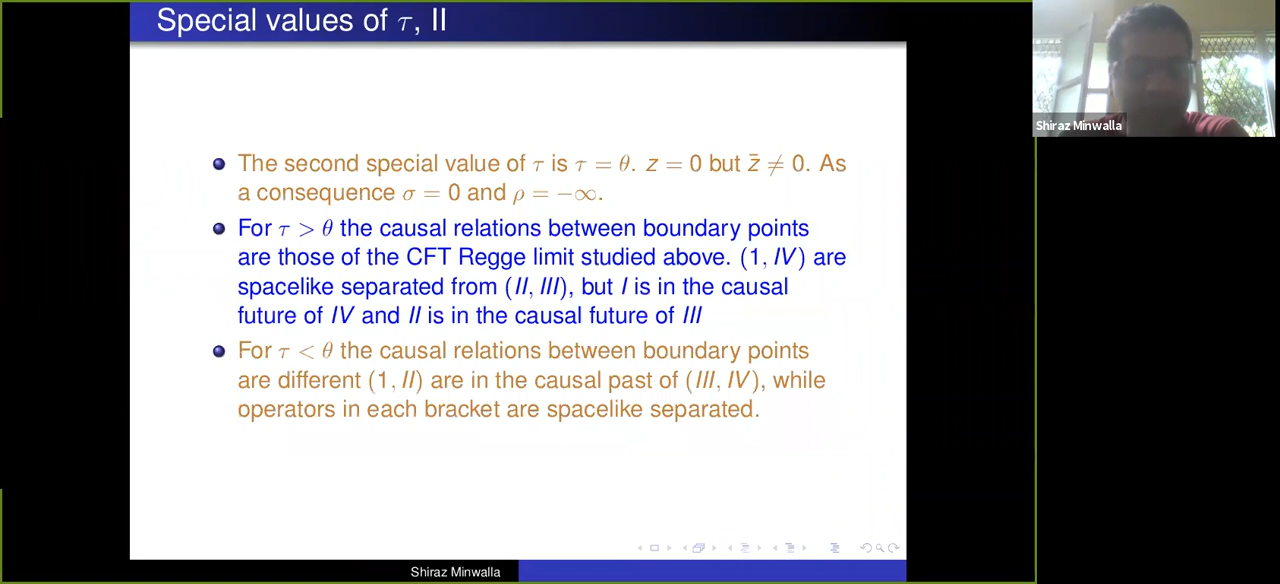 Special values of τ, II
Shiraz Minwalla
The second special value of τ is τ = θ. z = 0 but z̄ ≠ 0. As
a consequence σ = 0 and ρ = −∞.
For τ > θ the causal relations between boundary points
are those of the CFT Regge limit studied above. (1, IV) are
spacelike separated from (II, III), but I is in the causal
future of IV and II is in the causal future of III
For τ < θ the causal relations between boundary points
are different (1, II) are in the causal past of (III, IV), while
operators in each bracket are spacelike separated.
Shiraz Minwalla